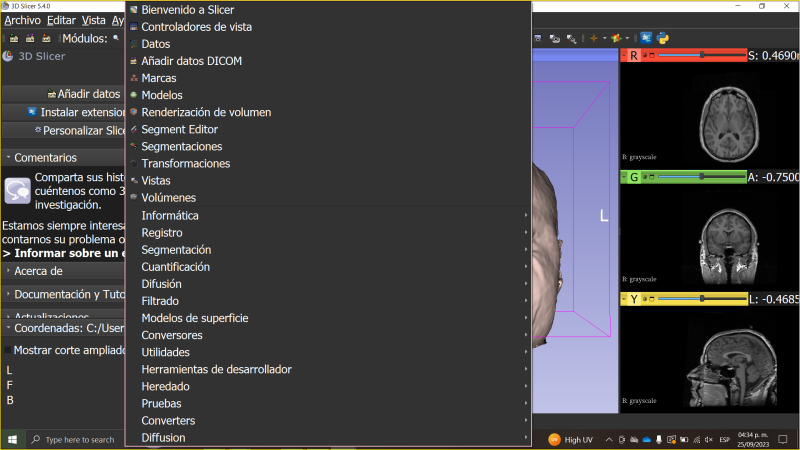 3D Slicer 5.4.0
Archivo Editar Vista Ay
Módulos:
3D Slicer
Añadir datos
Instalar extension
Personalizar Slice
Comentarios
Comparta sus hist
cuéntenos como 3
investigación.
Estamos siempre interesa
contarnos su problema o
> Informar sobre un e
Acerca de
Documentación y Tuto
Actualizaciones
Coordenadas: C:/User
Mostrar corte ampliado
L
F
B
Bienvenido a Slicer
Controladores de vista
Datos
Añadir datos DICOM
Marcas
Modelos
Renderización de volumen
Segment Editor
Segmentaciones
Transformaciones
Vistas
Volúmenes
Informática
Registro
Segmentación
Cuantificación
Difusión
Filtrado
Modelos de superficie
Conversores
Utilidades
Herramientas de desarrollador
Heredado
Pruebas
Converters
Diffusion
L
R S: 0.4690
B: grayscale
G A: -0.7500
B: grayscale
Y L: -0.4685
B: grayscale
Type here to search
High UV
ESP
04:34 p. m.
25/09/2023